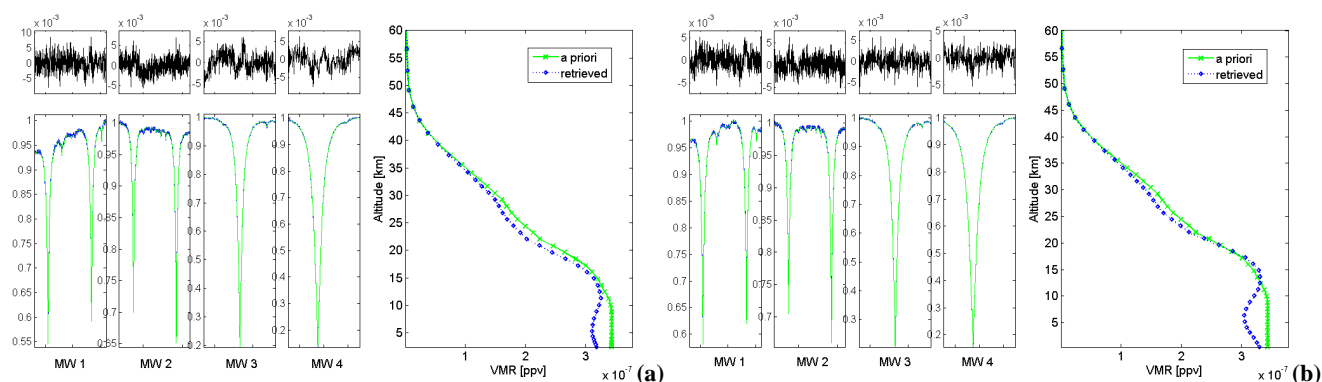 x 10⁻³ x 10⁻³ x 10⁻³ x 10⁻³
10 5 0 -5
5 0 -5
5 0 -5
5 0 -5
1 0.95 0.9 0.85 0.8 0.75 0.7 0.65 0.6 0.55
0.975 0.95 0.9 0.85 0.8 0.75 0.7 0.65
1 0.9 0.8 0.7 0.6 0.5 0.4 0.3 0.2
1 0.9 0.8 0.7 0.6 0.5 0.4 0.3 0.2
MW 1 MW 2 MW 3 MW 4
60 55 50 45 40 35 30 25 20 15 10 5
Altitude [km]
a priori
retrieved
1 2 3
VMR [ppv] x 10⁻⁷
(a)
x 10⁻³ x 10⁻³ x 10⁻³ x 10⁻³
5 0 -5
5 0 -5
5 0 -5
5 0 -5
1 0.95 0.9 0.85 0.8 0.75 0.7 0.65 0.6
0.975 0.95 0.9 0.85 0.8 0.75 0.7
1 0.9 0.8 0.7 0.6 0.5 0.4 0.3
1 0.9 0.8 0.7 0.6 0.5 0.4 0.3 0.2
MW 1 MW 2 MW 3 MW 4
60 55 50 45 40 35 30 25 20 15 10 5
Altitude [km]
a priori
retrieved
1 2 3
VMR [ppv] x 10⁻⁷
(b)